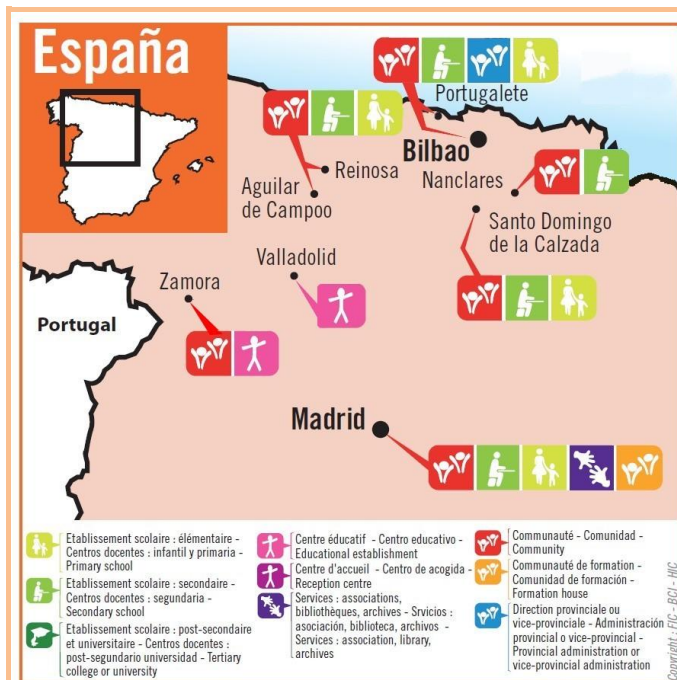 España
Portugalete
Bilbao
Reinosa
Nanclares
Aguilar
de Campoo
Santo Domingo
de la Calzada
Valladolid
Zamora
Portugal
Madrid
Etablissement scolaire : élémentaire -
Centros docentes : infantil y primaria -
Primary school
Etablissement scolaire : secondaire -
Centros docentes : segundaria -
Secondary school
Etablissement scolaire : post-secondaire
et universitaire - Centros docentes :
post-segundario universidad - Tertiary
college or university
Centre éducatif - Centro educativo -
Educational establishment
Centre d'accueil - Centro de acogida -
Reception centre
Services : associations,
bibliothèques, archives - Srvicios :
asociación, biblioteca, archivos -
Services : association, library,
archives
Communauté - Comunidad -
Community
Communauté de formation -
Comunidad de formación -
Formation house
Direction provinciale ou
vice-provinciale - Administración
provincial o vice-provincial -
Provincial administration or
vice-provincial administration
Copyright : FIC - BCI - HIC